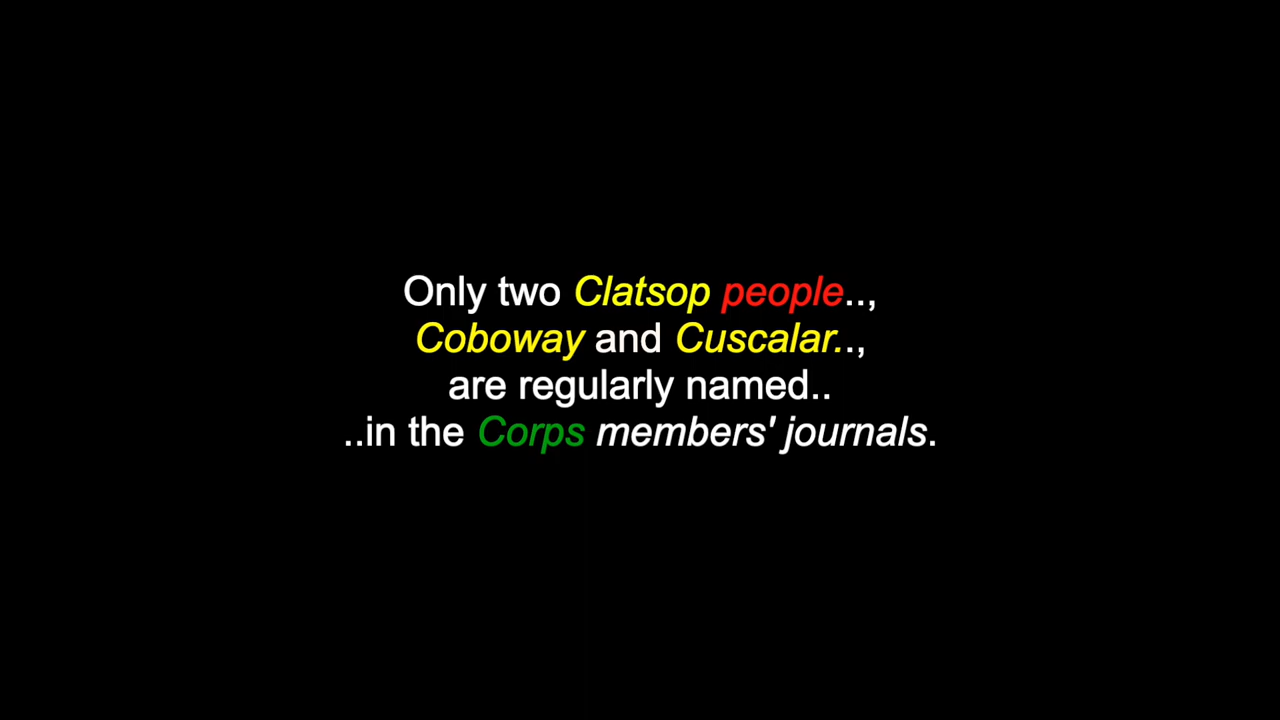 Only two Clatsop people..,
Coboway and Cuscalar..,
are regularly named..
..in the Corps members' journals.